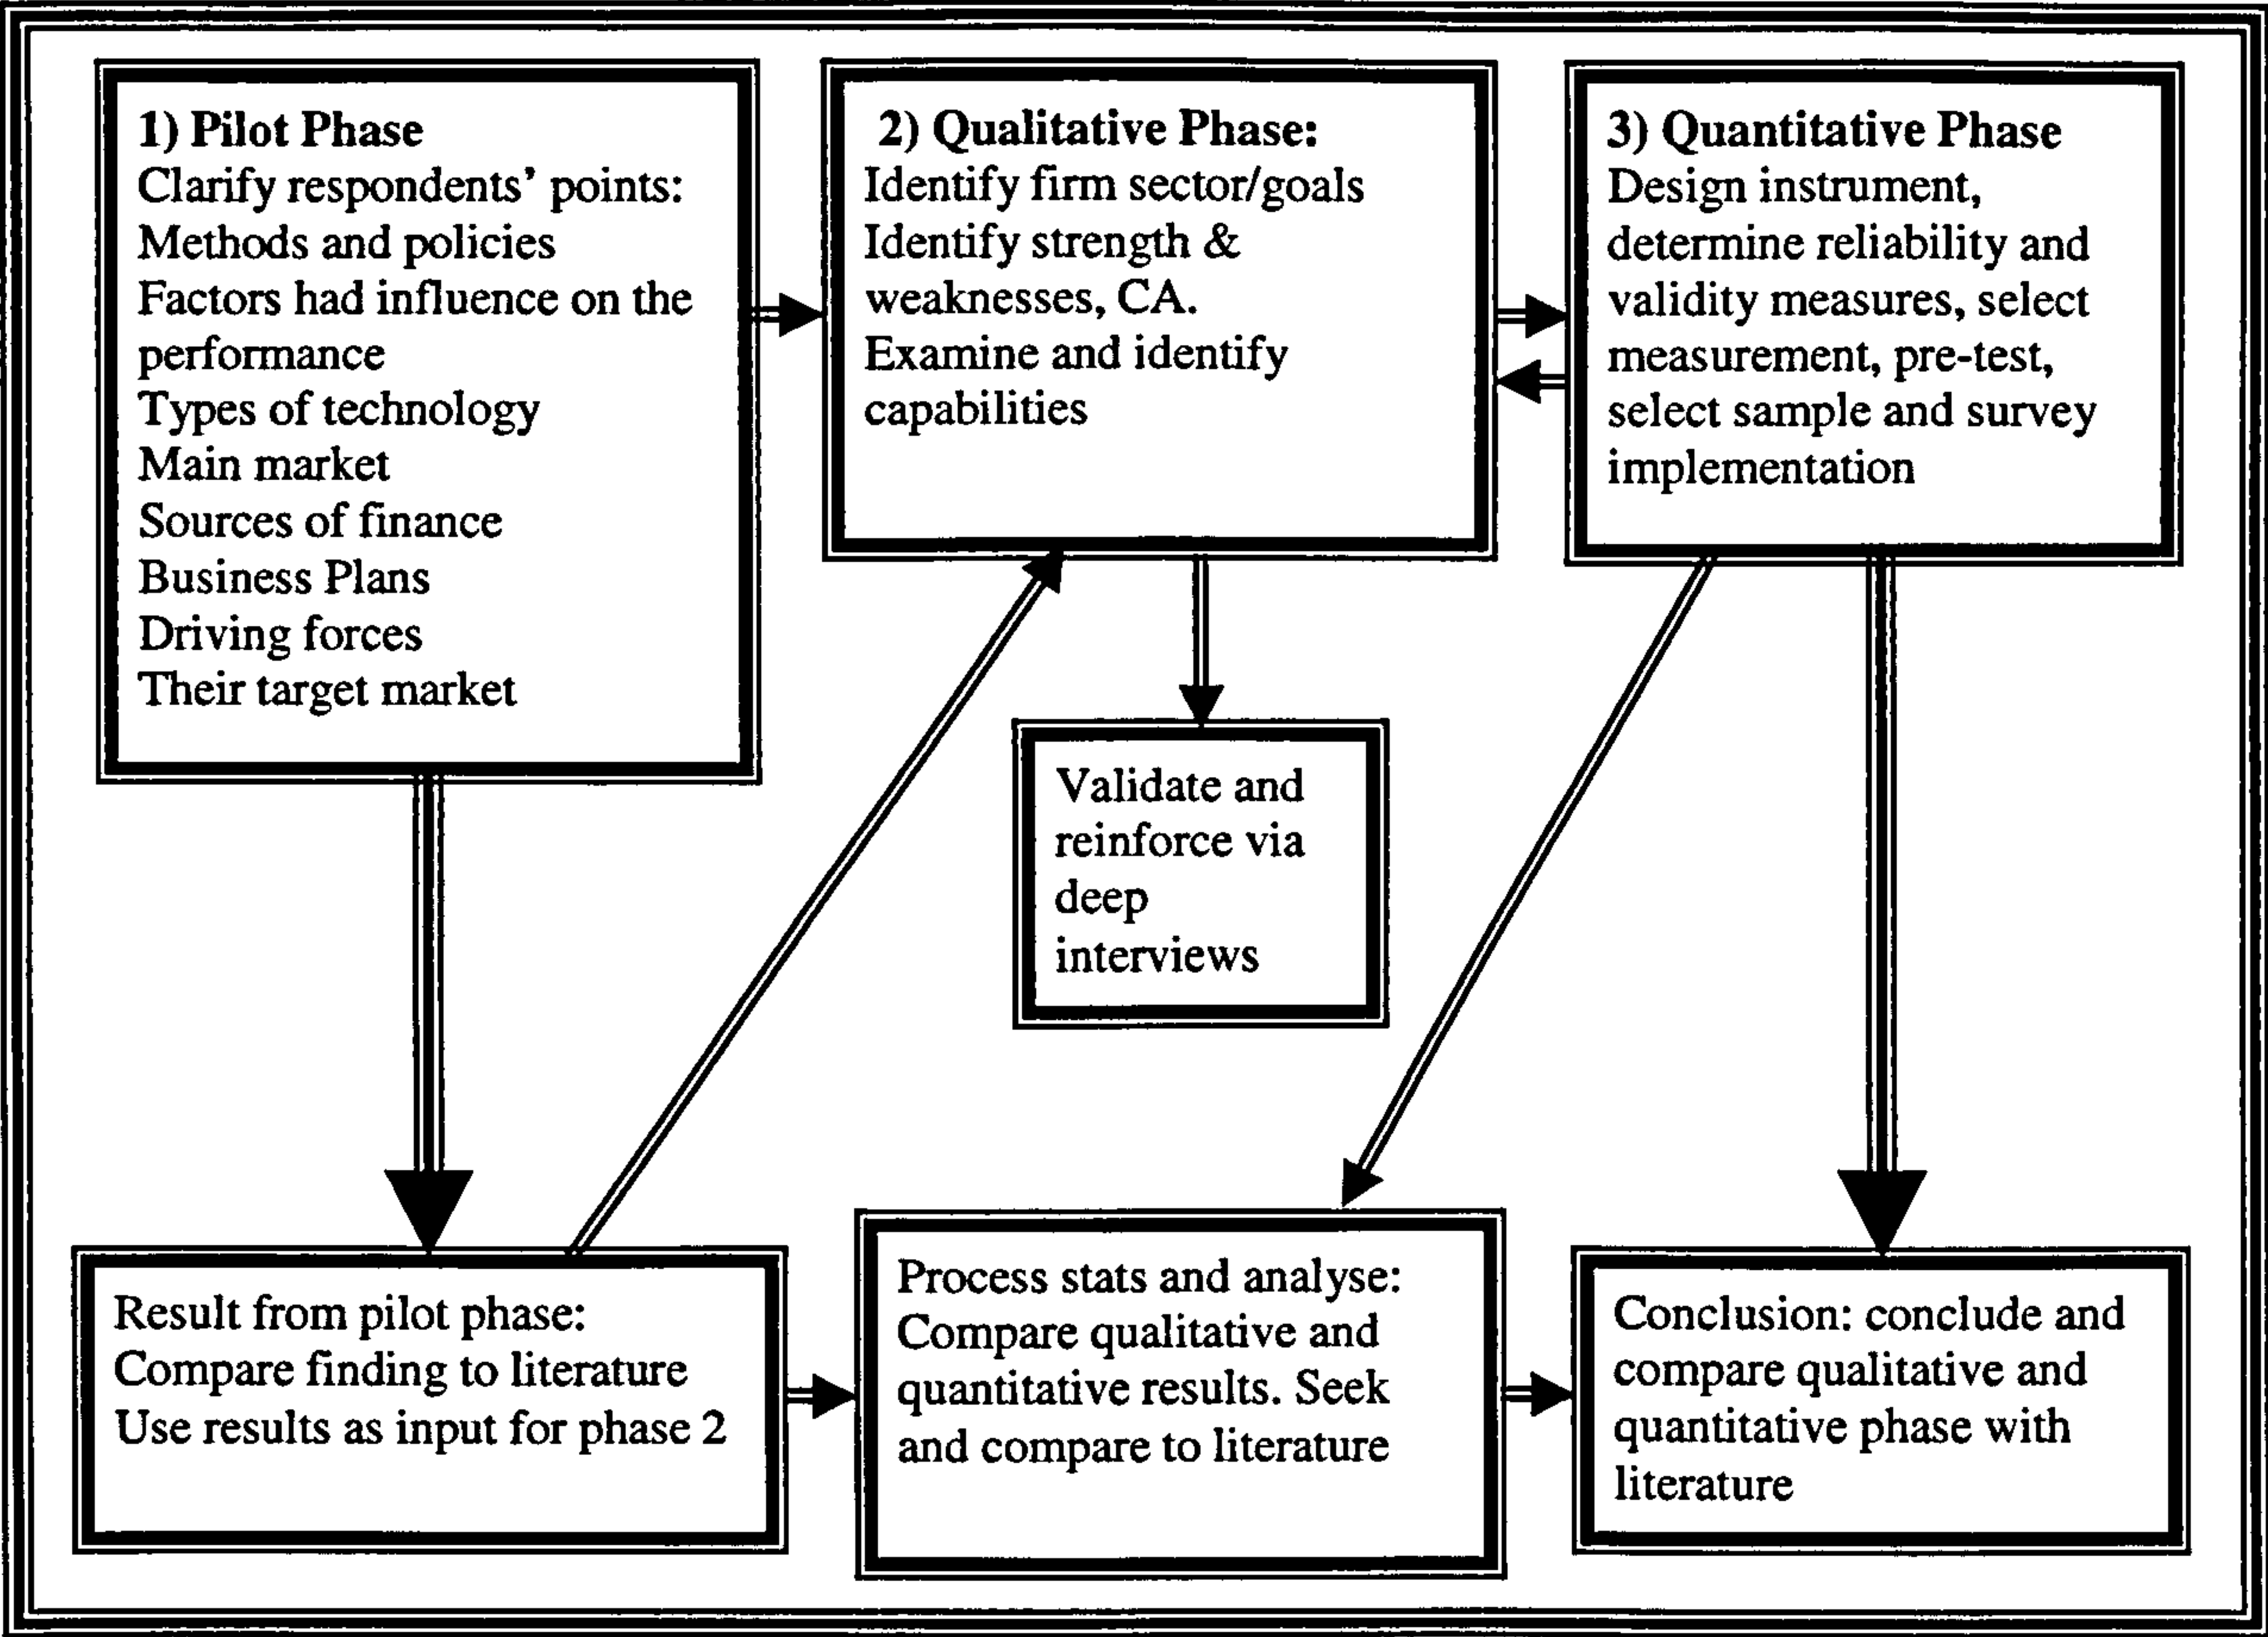 1) Pilot Phase
Clarify respondents' points:
Methods and policies
Factors had influence on the
performance
Types of technology
Main market
Sources of finance
Business Plans
Driving forces
Their target market
2) Qualitative Phase:
Identify firm sector/goals
Identify strength &
weaknesses, CA.
Examine and identify
capabilities
3) Quantitative Phase
Design instrument,
determine reliability and
validity measures, select
measurement, pre-test,
select sample and survey
implementation
Validate and
reinforce via
deep
interviews
Result from pilot phase:
Compare finding to literature
Use results as input for phase 2
Process stats and analyse:
Compare qualitative and
quantitative results. Seek
and compare to literature
Conclusion: conclude and
compare qualitative and
quantitative phase with
literature